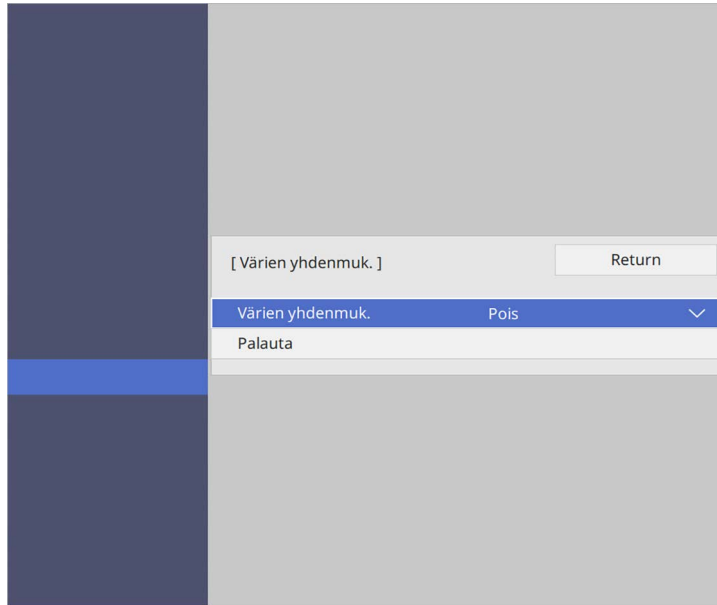 [ Värien yhdenmuk. ]
Return
Värien yhdenmuk. Pois
Palauta